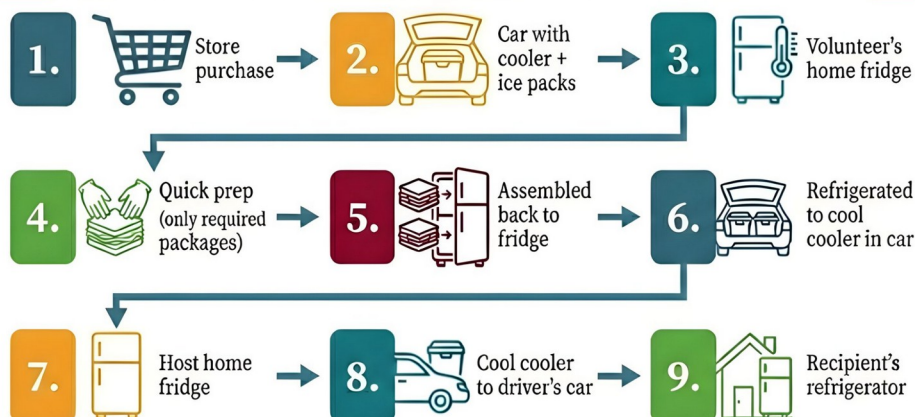 1.
Store
purchase
2.
Car with
cooler +
ice packs
3.
Volunteer's
home fridge
4.
Quick prep
(only required
packages)
5.
Assembled
back to
fridge
6.
Refrigerated
to cool
cooler in car
7.
Host home
fridge
8.
Cool cooler
to driver's car
9.
Recipient's
refrigerator